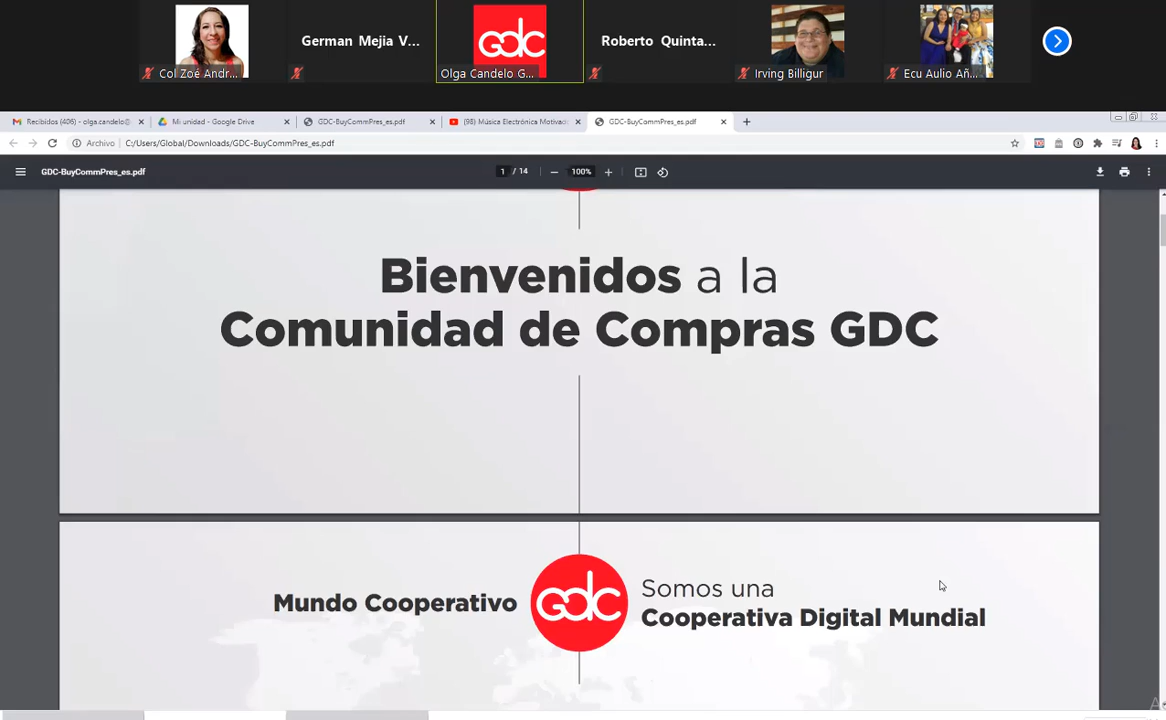 German Mejia V...
gdc
Roberto Quinta...
Col Zoé Andr...
Olga Candelo G...
Irving Billigur
Ecu Aulio Añ...
Recibidos (406) - olga.candelo@
Mi unidad - Google Drive
GDC-BuyCommPres_es.pdf
(98) Música Electrónica Motivac
GDC-BuyCommPres_es.pdf
Archivo
C:/Users/Global/Downloads/GDC-BuyCommPres_es.pdf
GDC-BuyCommPres_es.pdf
1 / 14
100%
Bienvenidos a la
Comunidad de Compras GDC
Mundo Cooperativo
gdc
Somos una
Cooperativa Digital Mundial